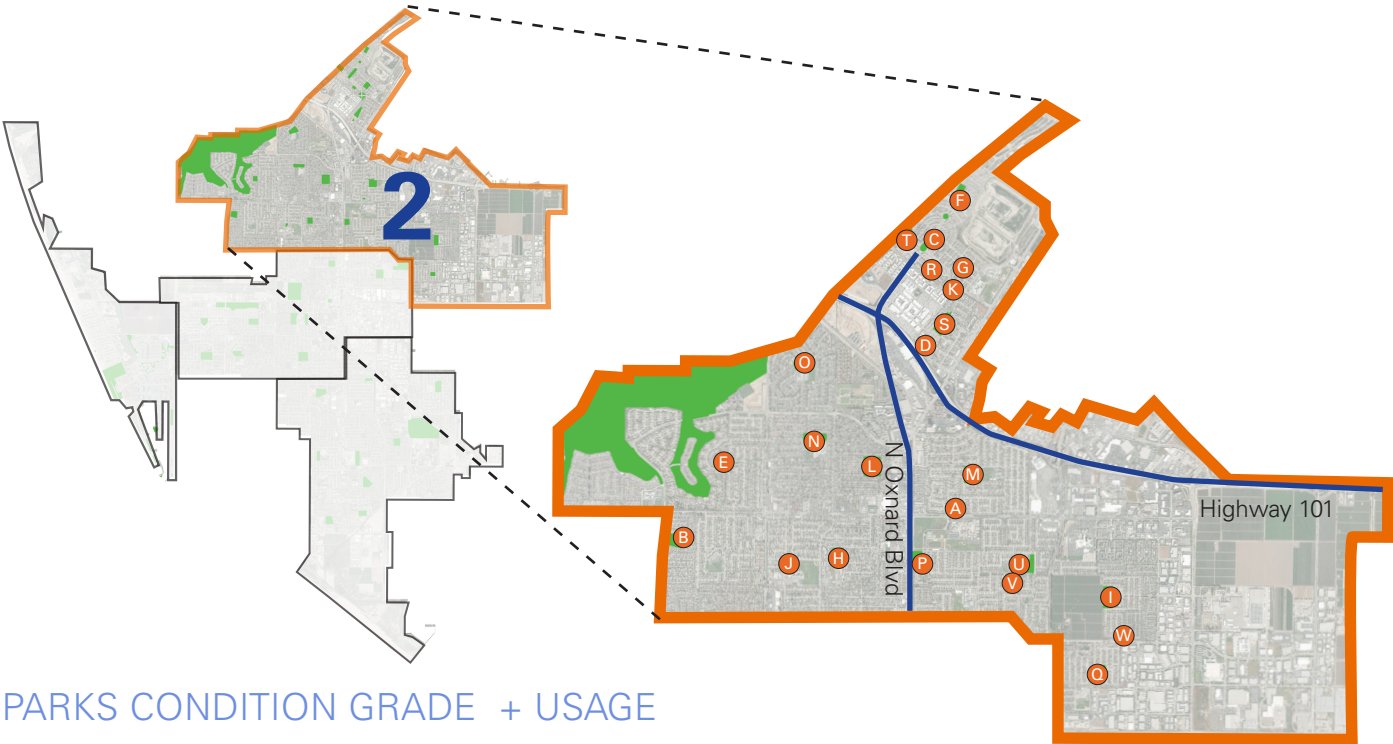 2
F
T
C
R
G
K
S
D
O
N
E
L
M
A
N Oxnard Blvd
Highway 101
B
J
H
P
U
V
I
W
Q
PARKS CONDITION GRADE + USAGE